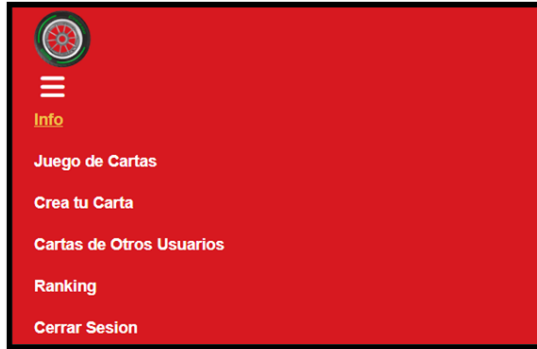 Info
Juego de Cartas
Crea tu Carta
Cartas de Otros Usuarios
Ranking
Cerrar Sesion